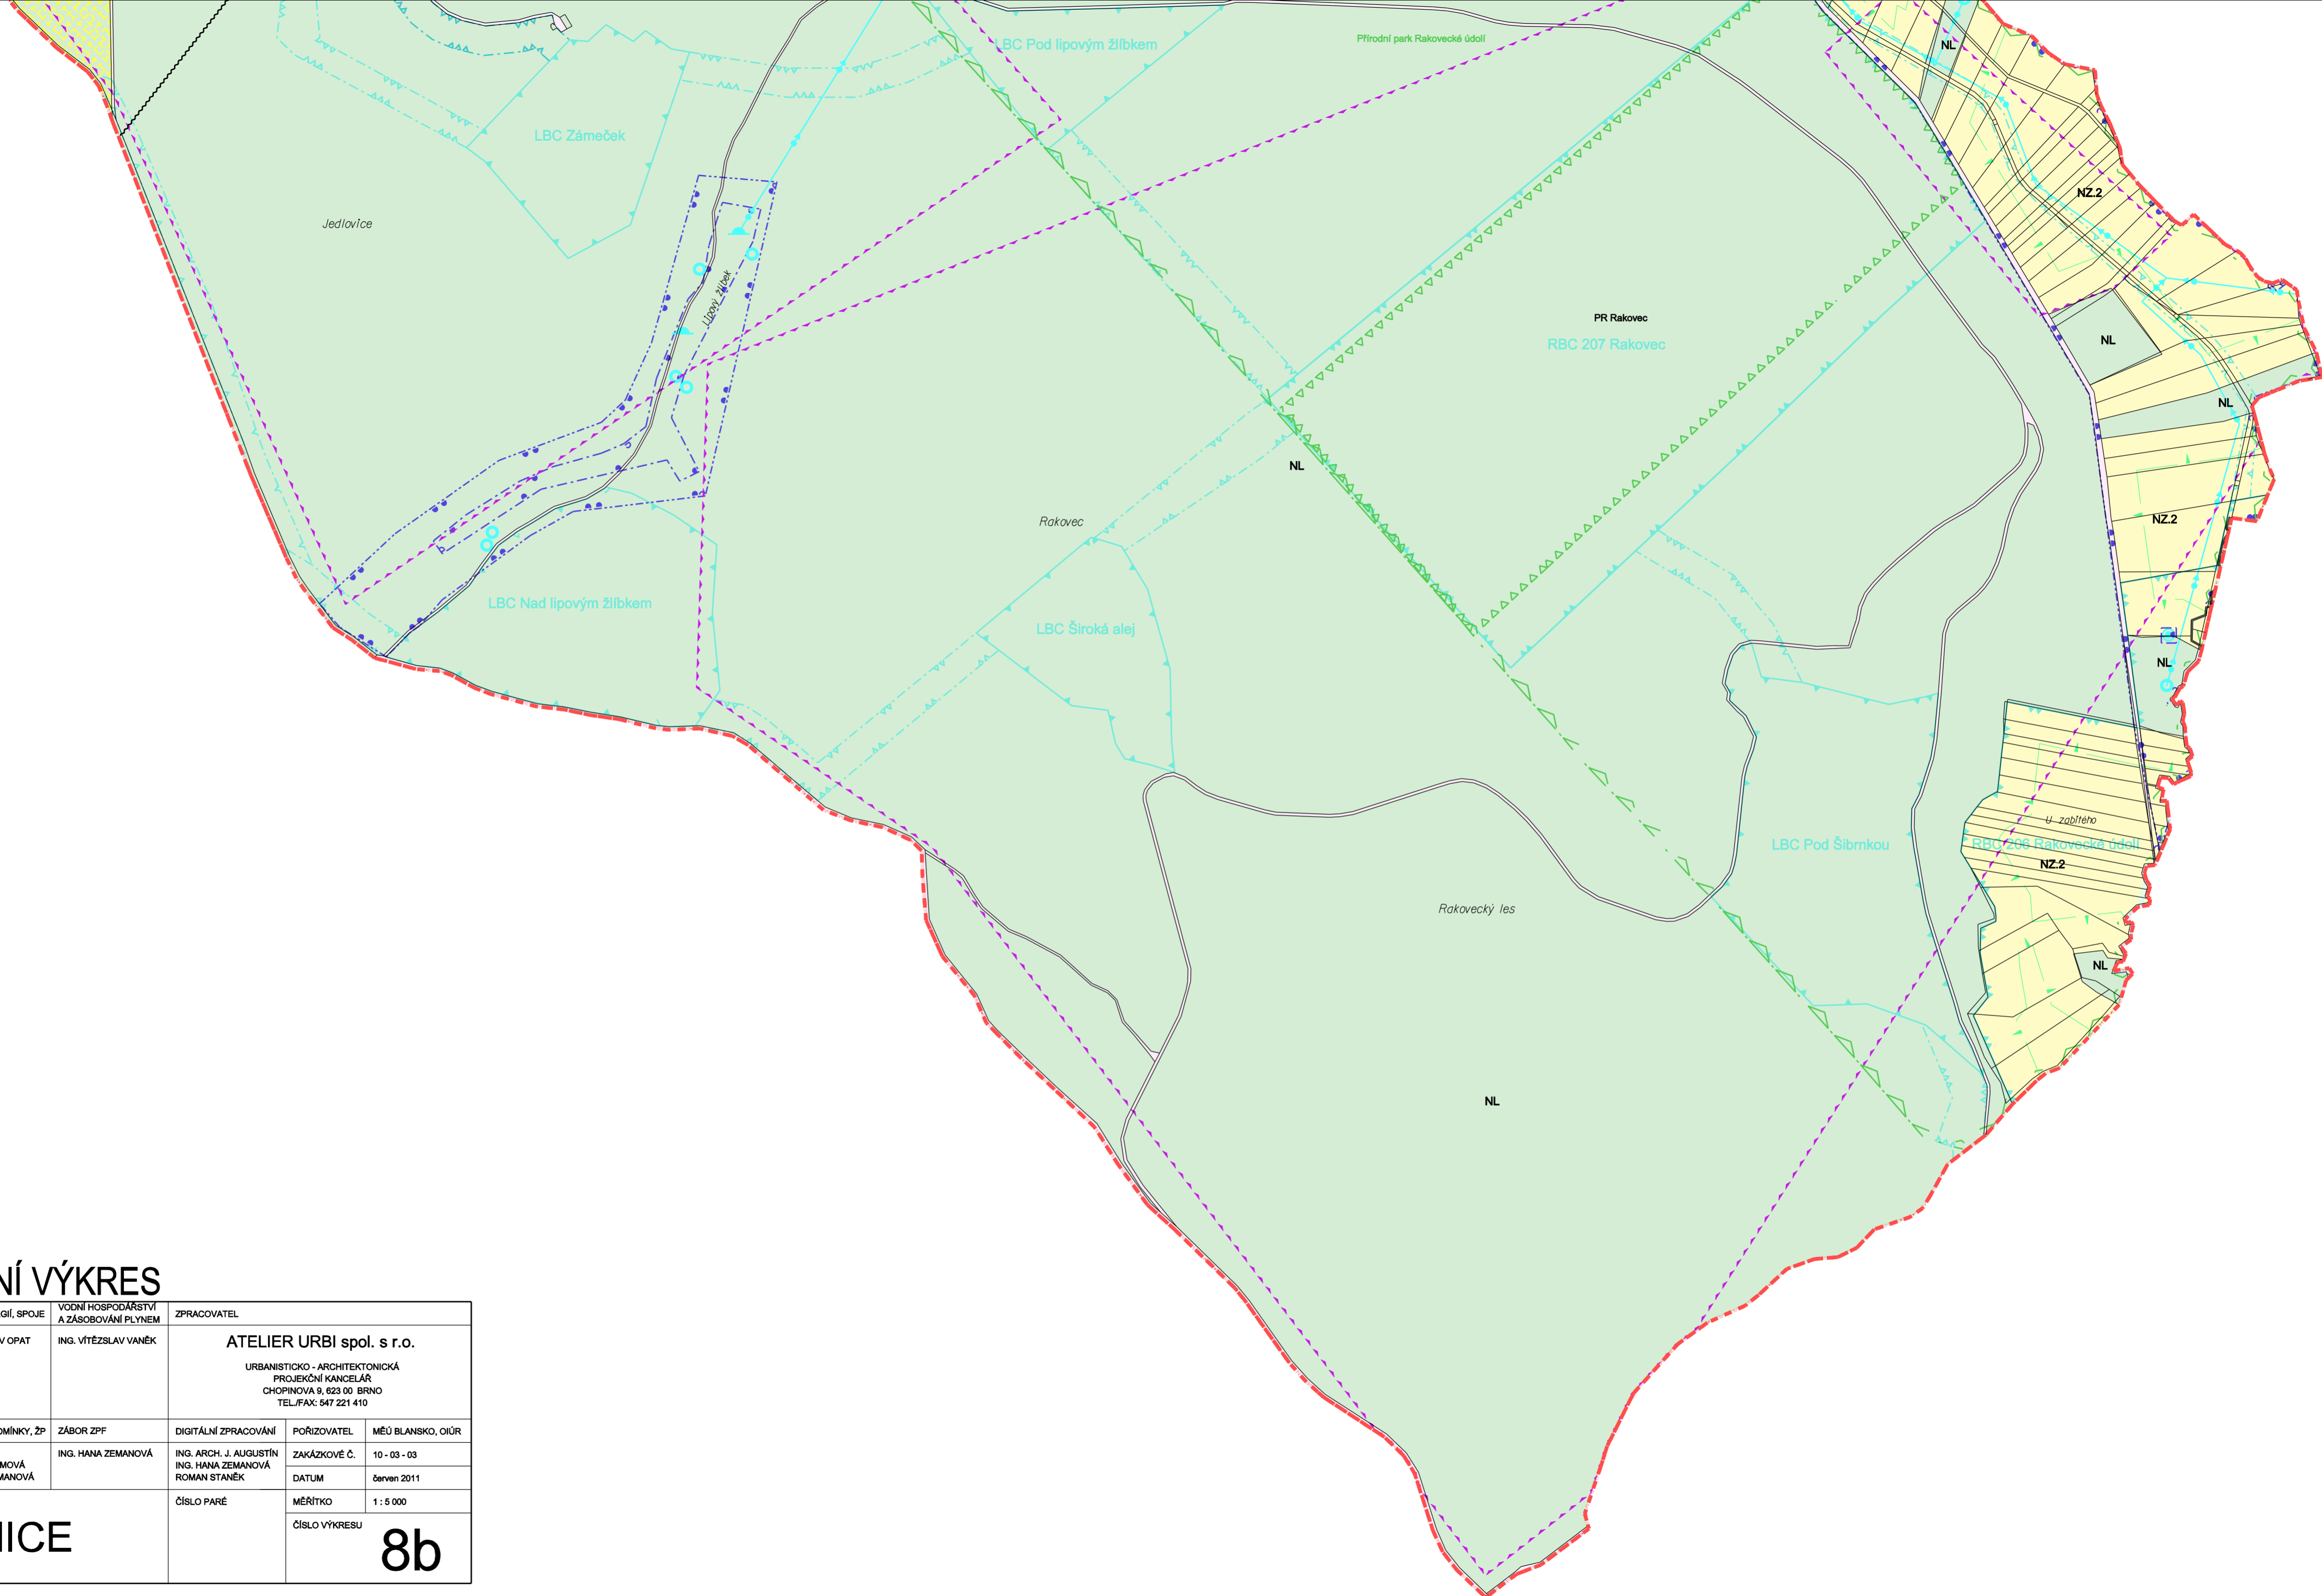 LBC Pod lipovým žlíbkem
Přírodní park Rakovecké údolí
NL
LBC Zámeček
NZ.2
Jedlovice
Lipový žlíbek
PR Rakovec
RBC 207 Rakovec
NL
NL
NL
Rakovec
NZ.2
LBC Nad lipovým žlíbkem
LBC Široká alej
NL
U zabitého
LBC Pod Šibrnkou
RBC 206 Rakovecké údolí
NZ.2
Rakovecký les
NL
NL
NÍ VÝKRES
GIÍ, SPOJE
VODNÍ HOSPODÁŘSTVÍ
A ZÁSOBOVÁNÍ PLYNEM
ZPRACOVATEL
V OPAT
ING. VÍTĚZSLAV VANĚK
ATELIER URBI spol. s r.o.
URBANISTICKO - ARCHITEKTONICKÁ
PROJEKČNÍ KANCELÁŘ
CHOPINOVA 9, 623 00 BRNO
TEL./FAX: 547 221 410
OMÍNKY, ŽP
ZÁBOR ZPF
DIGITÁLNÍ ZPRACOVÁNÍ
POŘIZOVATEL
MĚÚ BLANSKO, OIÚR
MOVÁ
MANOVÁ
ING. HANA ZEMANOVÁ
ING. ARCH. J. AUGUSTÍN
ING. HANA ZEMANOVÁ
ROMAN STANĚK
ZAKÁZKOVÉ Č.
10 - 03 - 03
DATUM
červen 2011
ČÍSLO PARÉ
MĚŘÍTKO
1 : 5 000
NICE
ČÍSLO VÝKRESU
8b